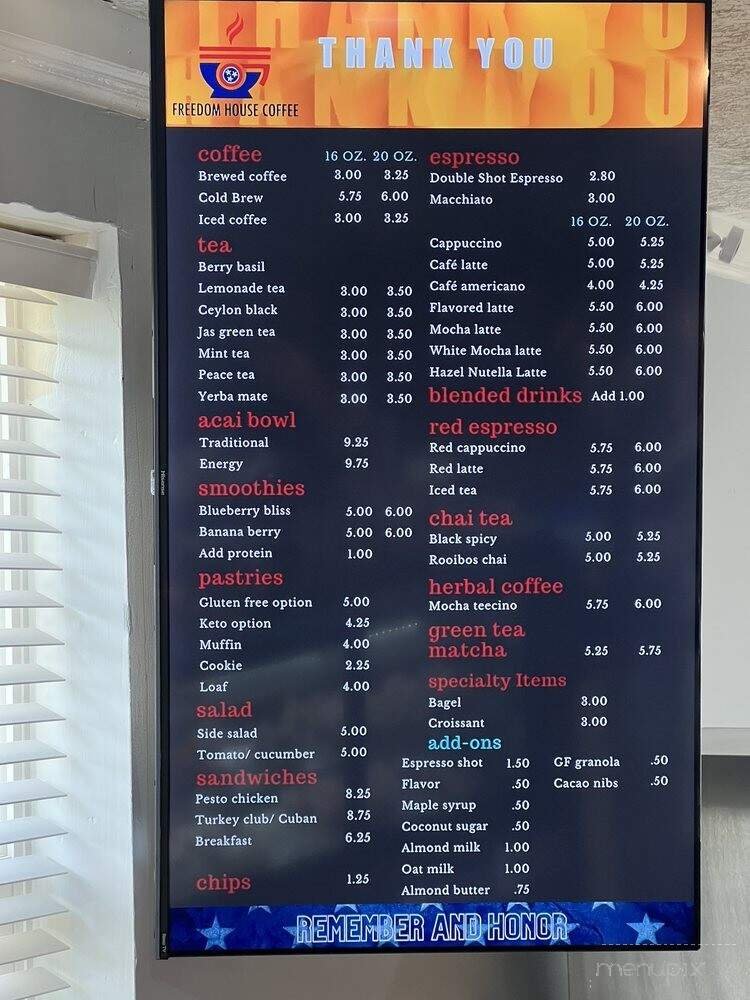 THANK YOU
FREEDOM HOUSE COFFEE
coffee 16 OZ. 20 OZ.
Brewed coffee 3.00 3.25
Cold Brew 5.75 6.00
Iced coffee 3.00 3.25
tea
Berry basil
Lemonade tea 3.00 3.50
Ceylon black 3.00 3.50
Jas green tea 3.00 3.50
Mint tea 3.00 3.50
Peace tea 3.00 3.50
Yerba mate 3.00 3.50
acai bowl
Traditional 9.25
Energy 9.75
smoothies
Blueberry bliss 5.00 6.00
Banana berry 5.00 6.00
Add protein 1.00
pastries
Gluten free option 5.00
Keto option 4.25
Muffin 4.00
Cookie 2.25
Loaf 4.00
salad
Side salad 5.00
Tomato/ cucumber 5.00
sandwiches
Pesto chicken 8.25
Turkey club/ Cuban 8.75
Breakfast 6.25
chips 1.25
espresso
Double Shot Espresso 2.80
Macchiato 3.00
16 OZ. 20 OZ.
Cappuccino 5.00 5.25
Café latte 5.00 5.25
Café americano 4.00 4.25
Flavored latte 5.50 6.00
Mocha latte 5.50 6.00
White Mocha latte 5.50 6.00
Hazel Nutella Latte 5.50 6.00
blended drinks Add 1.00
red espresso
Red cappuccino 5.75 6.00
Red latte 5.75 6.00
Iced tea 5.75 6.00
chai tea
Black spicy 5.00 5.25
Rooibos chai 5.00 5.25
herbal coffee
Mocha teecino 5.75 6.00
green tea
matcha 5.25 5.75
specialty Items
Bagel 3.00
Croissant 3.00
add-ons
Espresso shot 1.50 GF granola .50
Flavor .50 Cacao nibs .50
Maple syrup .50
Coconut sugar .50
Almond milk 1.00
Oat milk 1.00
Almond butter .75
REMEMBER AND HONOR
Hisense
Roku TV
menupix